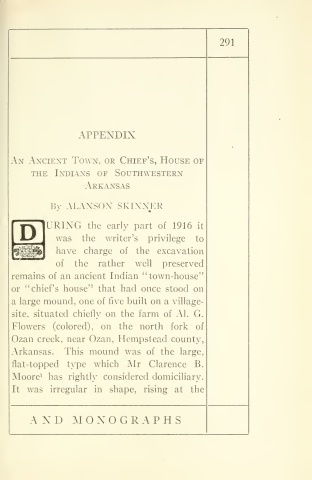 291
APPENDIX
AN ANCIENT TOWN, OR CHIEF'S, HOUSE OF
THE INDIANS OF SOUTHWESTERN
ARKANSAS
By ALANSON SKINNER
DURING the early part of 1916 it
was the writer's privilege to
have charge of the excavation
of the rather well preserved
remains of an ancient Indian "town-house"
or "chief's house" that had once stood on
a large mound, one of five built on a village-
site, situated chiefly on the farm of Al. G.
Flowers (colored), on the north fork of
Ozan creek, near Ozan, Hempstead county,
Arkansas. This mound was of the large,
flat-topped type which Mr Clarence B.
Moore¹ has rightly considered domiciliary.
It was irregular in shape, rising at the
AND MONOGRAPHS